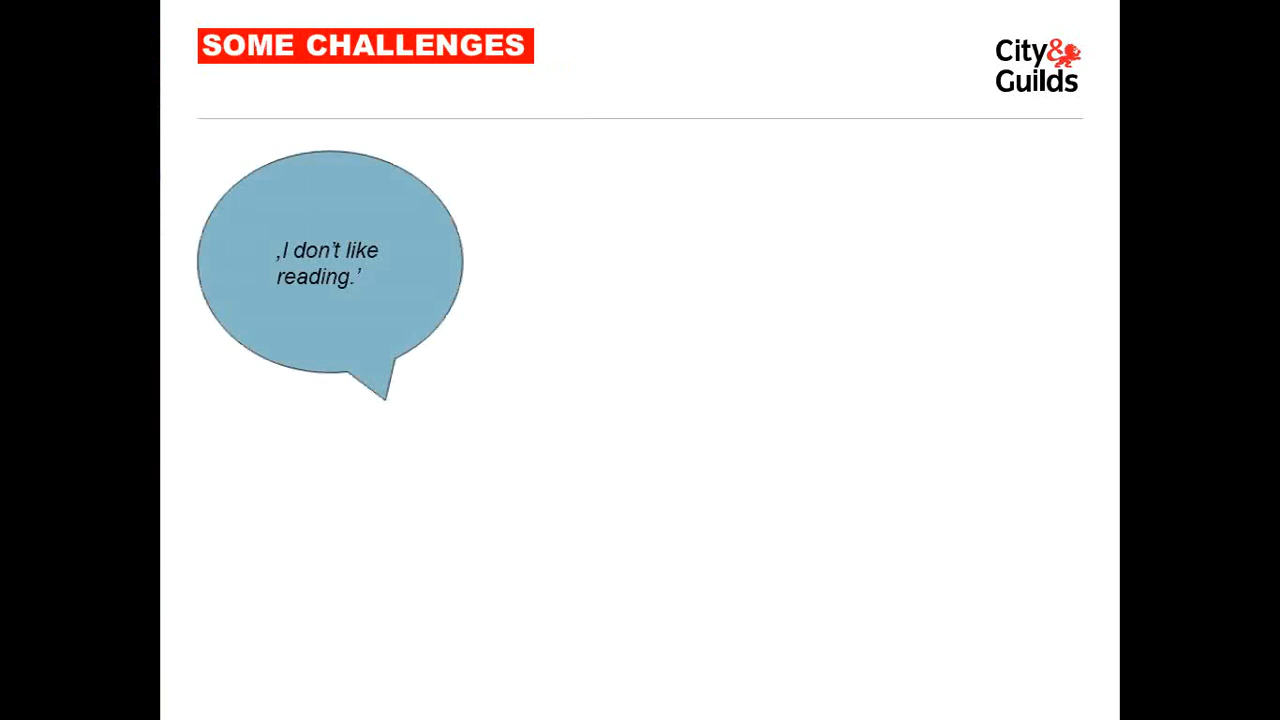 SOME CHALLENGES
City&
Guilds
‚I don’t like
reading.’